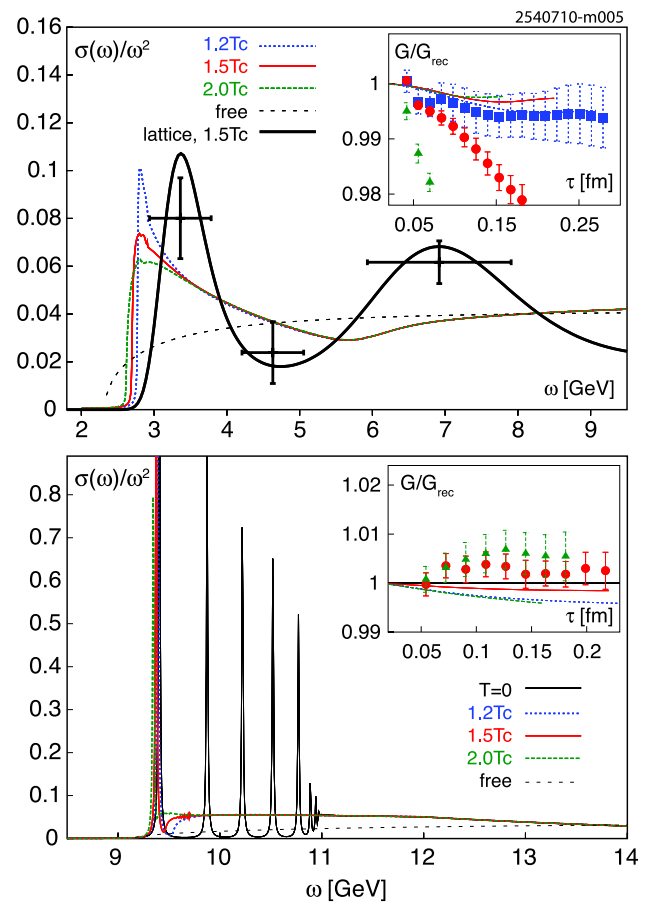 2540710-m005
0.16
0.14
0.12
0.1
0.08
0.06
0.04
0.02
0
σ(ω)/ω²
1.2Tc
1.5Tc
2.0Tc
free
lattice, 1.5Tc
G/Grec
1
0.99
0.98
τ [fm]
0.05 0.15 0.25
ω [GeV]
2 3 4 5 6 7 8 9
σ(ω)/ω²
0.8
0.7
0.6
0.5
0.4
0.3
0.2
0.1
0
G/Grec
1.02
1.01
1
0.99
τ [fm]
0.05 0.1 0.15 0.2
T=0
1.2Tc
1.5Tc
2.0Tc
free
9 10 11 12 13 14
ω [GeV]